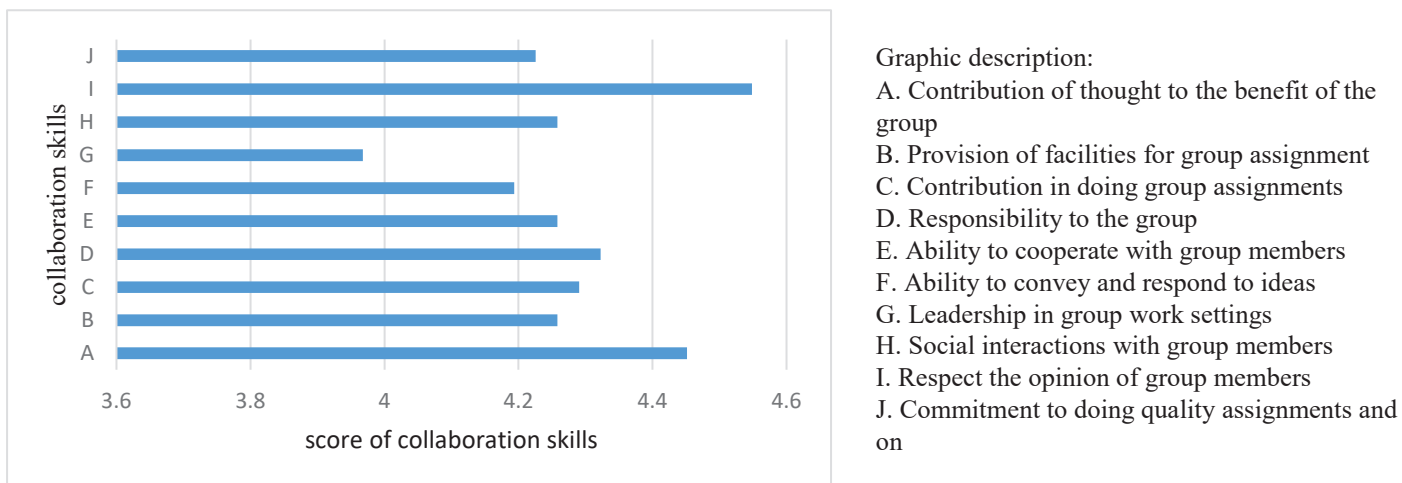 collaboration skills
J
I
H
G
F
E
D
C
B
A
3.6 3.8 4 4.2 4.4 4.6
score of collaboration skills
Graphic description:
A. Contribution of thought to the benefit of the
group
B. Provision of facilities for group assignment
C. Contribution in doing group assignments
D. Responsibility to the group
E. Ability to cooperate with group members
F. Ability to convey and respond to ideas
G. Leadership in group work settings
H. Social interactions with group members
I. Respect the opinion of group members
J. Commitment to doing quality assignments and
on